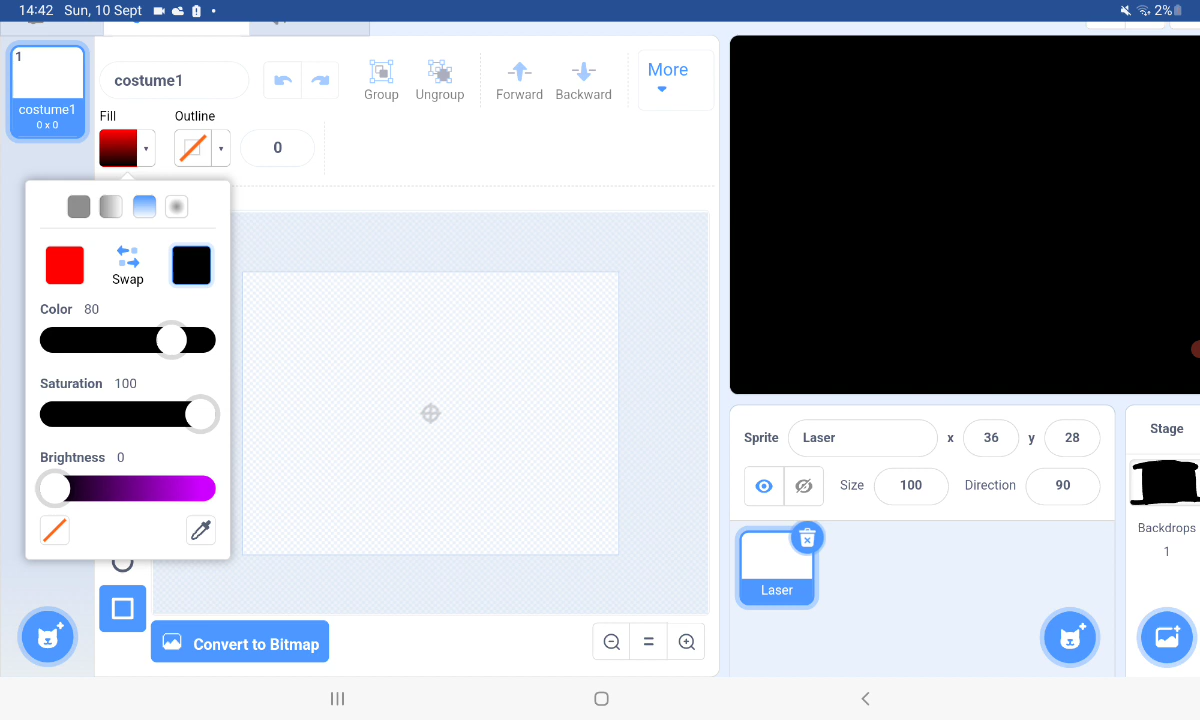 14:42 Sun, 10 Sept
2%
1
costume1
0 x 0
costume1
Group
Ungroup
Forward
Backward
More
Fill
Outline
0
Swap
Color 80
Saturation 100
Brightness 0
Convert to Bitmap
Sprite Laser x 36 y 28
Size 100 Direction 90
Laser
Stage
Backdrops
1